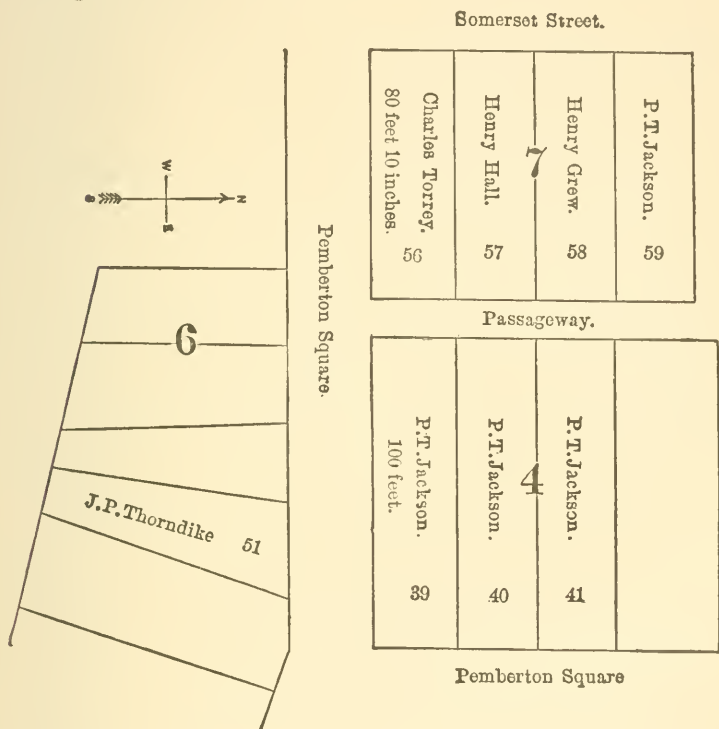 Somerset Street.
Charles Torrey.
80 feet 10 inches.
56
Henry Hall.
57
7
Henry Grew.
58
P.T.Jackson.
59
W
S
N
E
Pemberton Square.
Passageway.
6
J.P.Thorndike 51
P.T.Jackson.
100 feet.
39
P.T.Jackson.
40
4
P.T.Jackson.
41
Pemberton Square